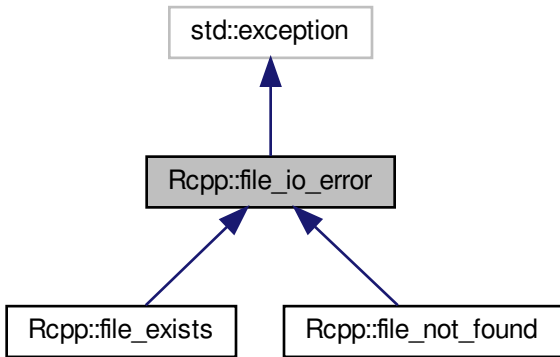 std::exception
Rcpp::file_io_error
Rcpp::file_exists
Rcpp::file_not_found